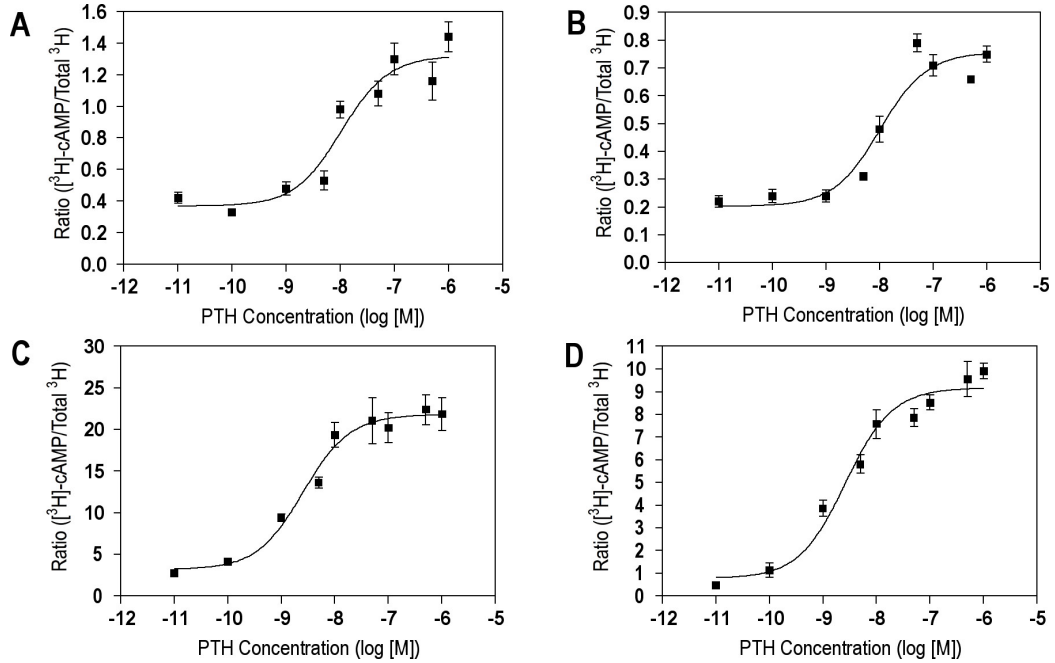 A
Ratio ([³H]-cAMP/Total ³H)
1.6
1.4
1.2
1.0
0.8
0.6
0.4
0.2
0.0
-12 -11 -10 -9 -8 -7 -6 -5
PTH Concentration (log [M])
B
Ratio ([³H]-cAMP/Total ³H)
0.9
0.8
0.7
0.6
0.5
0.4
0.3
0.2
0.1
0.0
-12 -11 -10 -9 -8 -7 -6 -5
PTH Concentration (log [M])
C
Ratio ([³H]-cAMP/Total ³H)
30
25
20
15
10
5
0
-12 -11 -10 -9 -8 -7 -6 -5
PTH Concentration (log [M])
D
Ratio ([³H]-cAMP/Total ³H)
11
10
9
8
7
6
5
4
3
2
1
0
-12 -11 -10 -9 -8 -7 -6 -5
PTH Concentration (log [M])